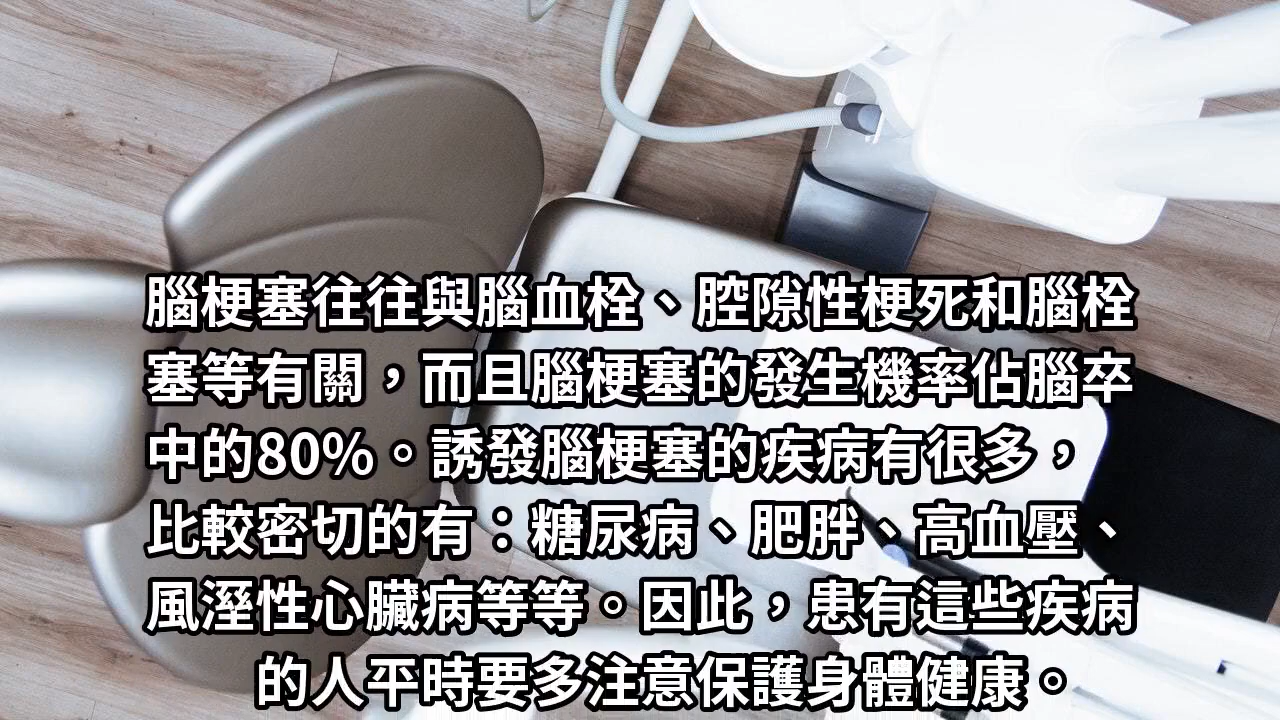 腦梗塞往往與腦血栓、腔隙性梗死和腦栓
塞等有關，而且腦梗塞的發生機率佔腦卒
中的80%。誘發腦梗塞的疾病有很多，
比較密切的有：糖尿病、肥胖、高血壓、
風溼性心臟病等等。因此，患有這些疾病
的人平時要多注意保護身體健康。